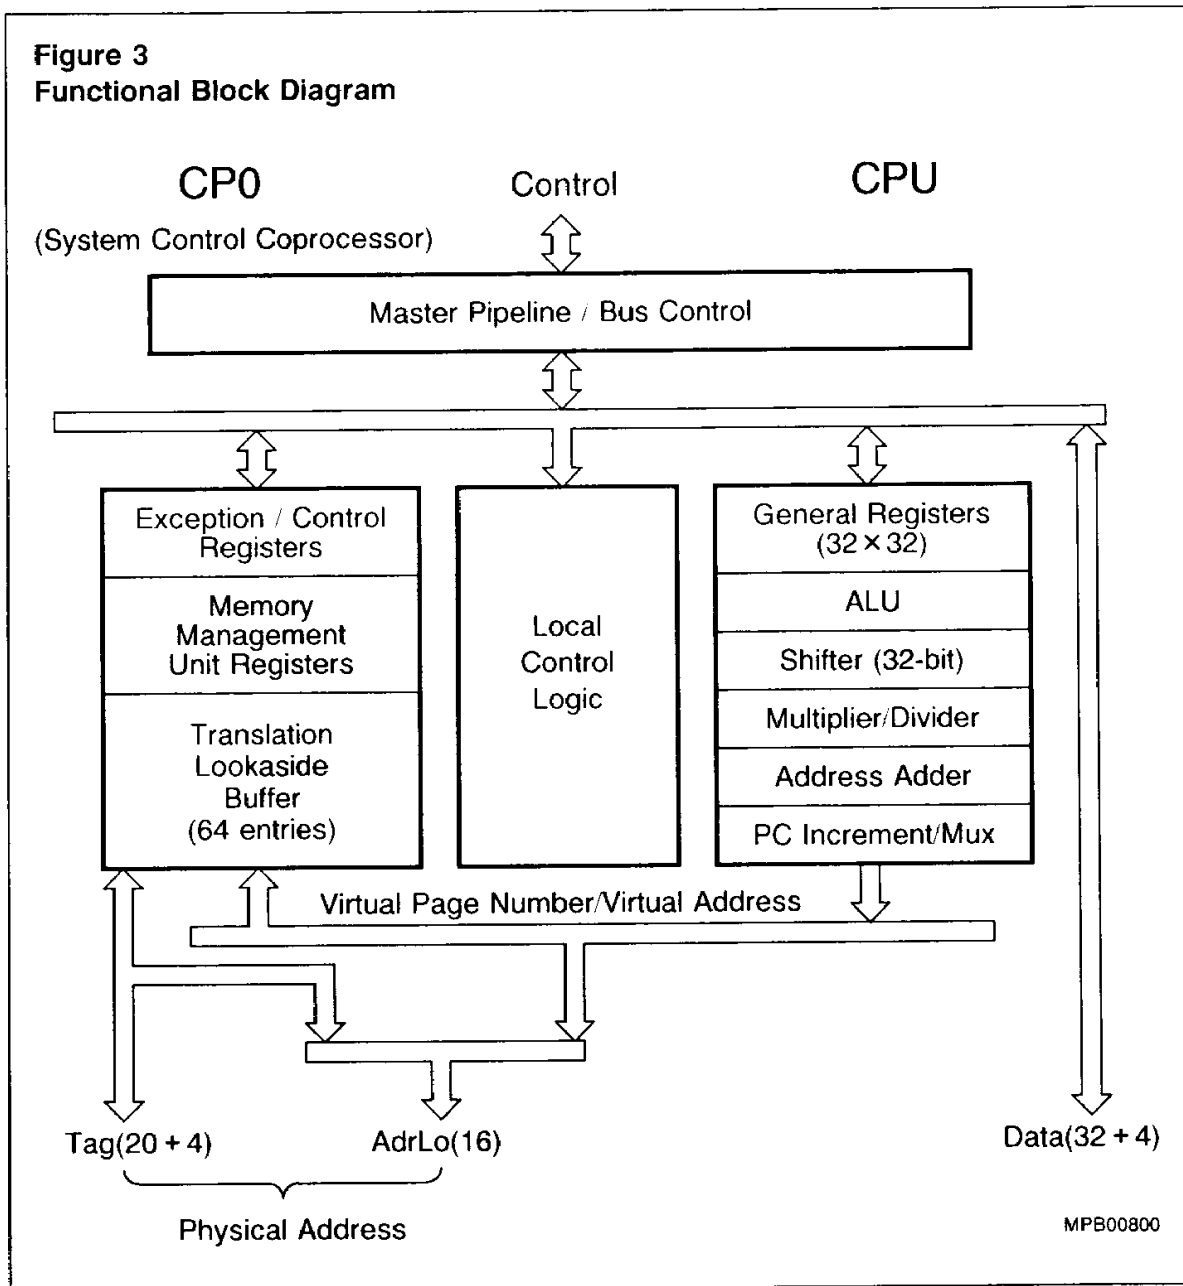 Figure 3
Functional Block Diagram
CP0
Control
CPU
(System Control Coprocessor)
Master Pipeline / Bus Control
Exception / Control
Registers
Memory
Management
Unit Registers
Translation
Lookaside
Buffer
(64 entries)
Local
Control
Logic
General Registers
(32 × 32)
ALU
Shifter (32-bit)
Multiplier/Divider
Address Adder
PC Increment/Mux
Virtual Page Number/Virtual Address
Tag(20 + 4)
AdrLo(16)
Data(32 + 4)
Physical Address
MPB00800